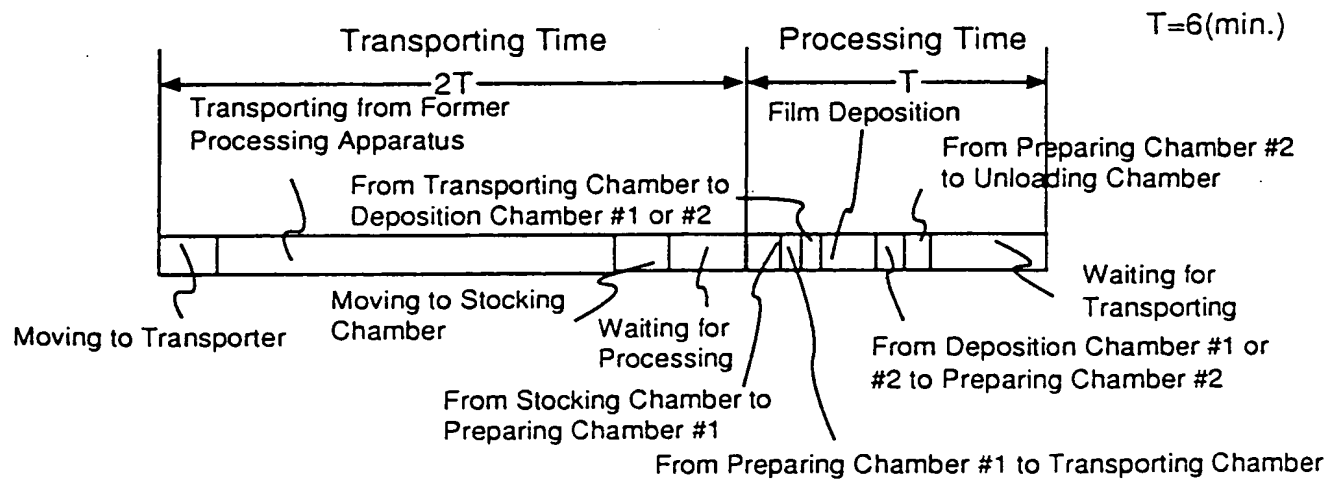 T=6(min.)
Transporting Time
Processing Time
2T
T
Transporting from Former
Processing Apparatus
Film Deposition
From Preparing Chamber #2
to Unloading Chamber
From Transporting Chamber to
Deposition Chamber #1 or #2
Moving to Transporter
Moving to Stocking
Chamber
Waiting for
Processing
Waiting for
Transporting
From Deposition Chamber #1 or
#2 to Preparing Chamber #2
From Stocking Chamber to
Preparing Chamber #1
From Preparing Chamber #1 to Transporting Chamber